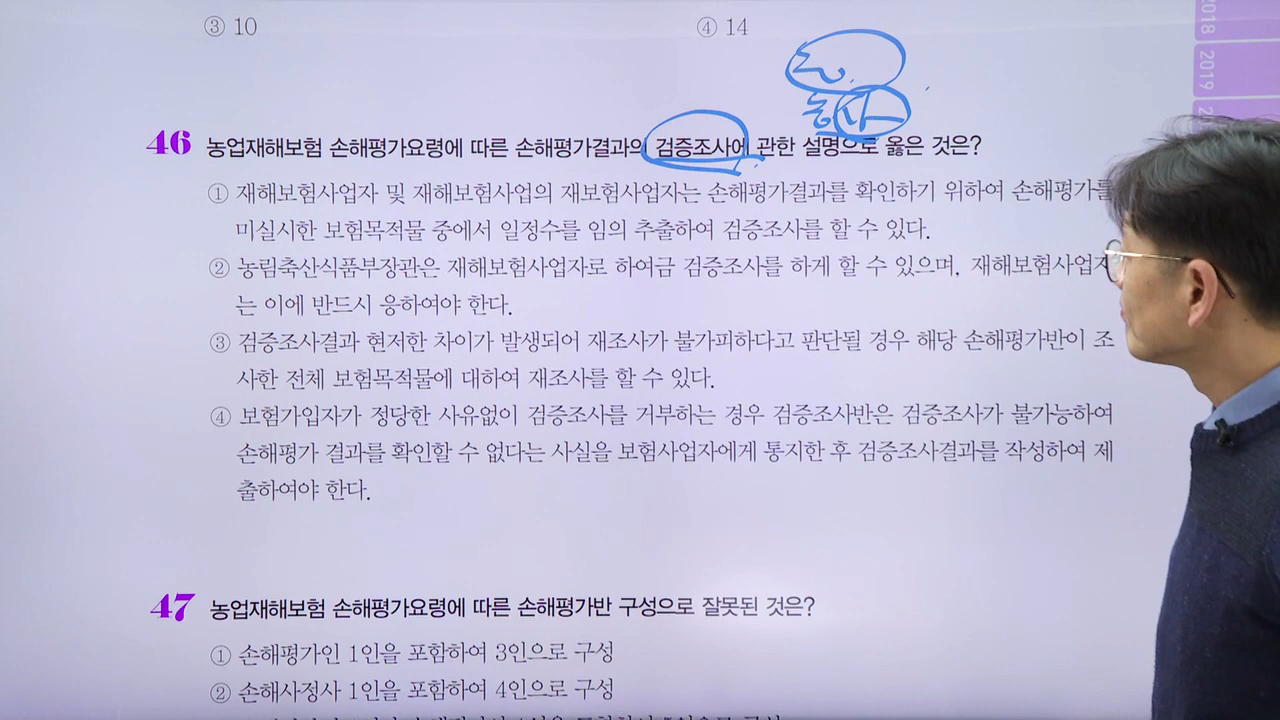 ③ 10
④ 14
2018
2019
농
농사
46 농업재해보험 손해평가요령에 따른 손해평가결과의 검증조사에 관한 설명으로 옳은 것은?
① 재해보험사업자 및 재해보험사업의 재보험사업자는 손해평가결과를 확인하기 위하여 손해평가를
미실시한 보험목적물 중에서 일정수를 임의 추출하여 검증조사를 할 수 있다.
② 농림축산식품부장관은 재해보험사업자로 하여금 검증조사를 하게 할 수 있으며, 재해보험사업자
는 이에 반드시 응하여야 한다.
③ 검증조사결과 현저한 차이가 발생되어 재조사가 불가피하다고 판단될 경우 해당 손해평가반이 조
사한 전체 보험목적물에 대하여 재조사를 할 수 있다.
④ 보험가입자가 정당한 사유없이 검증조사를 거부하는 경우 검증조사반은 검증조사가 불가능하여
손해평가 결과를 확인할 수 없다는 사실을 보험사업자에게 통지한 후 검증조사결과를 작성하여 제
출하여야 한다.
47 농업재해보험 손해평가요령에 따른 손해평가반 구성으로 잘못된 것은?
① 손해평가인 1인을 포함하여 3인으로 구성
② 손해사정사 1인을 포함하여 4인으로 구성